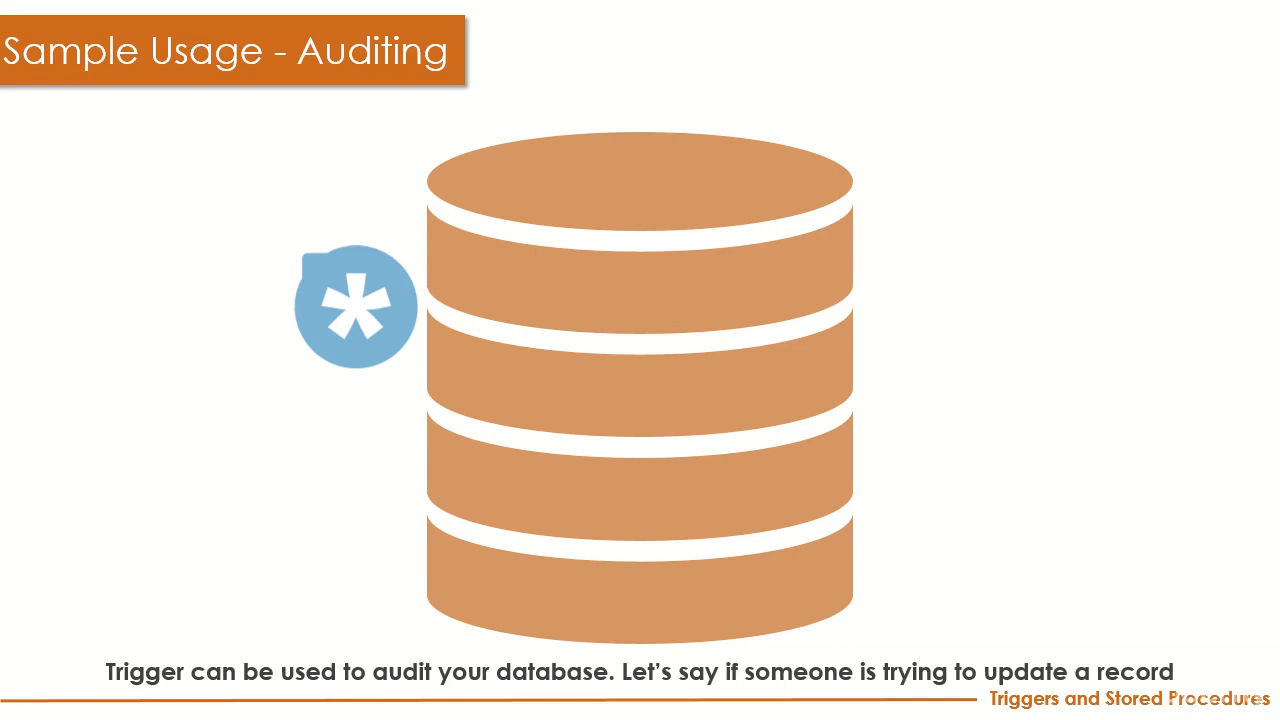 Sample Usage - Auditing
Trigger can be used to audit your database. Let's say if someone is trying to update a record
Triggers and Stored Procedures